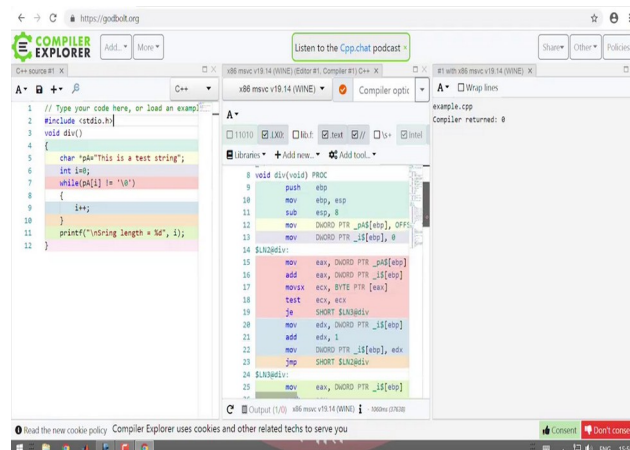 https://godbolt.org
COMPILER EXPLORER
Add...
More
Listen to the Cpp.chat podcast ×
Share
Other
Policies
C++ source #1 X
A
C++
1 // Type your code here, or load an exampl
2 #include <stdio.h>
3 void div()
4 {
5 char *pA="This is a test string";
6 int i=0;
7 while(pA[i] != '\0')
8 {
9 i++;
10 }
11 printf("\nSring length = %d", i);
12 }
x86 msvc v19.14 (WINE) (Editor #1, Compiler #1) C++ X
x86 msvc v19.14 (WINE)
Compiler optic
A
11010
.LX0:
lib.f:
.text
//
\s+
Intel
Libraries
Add new...
Add tool...
8 void div(void) PROC
9 push ebp
10 mov ebp, esp
11 sub esp, 8
12 mov DWORD PTR _pA$[ebp], OFFS
13 mov DWORD PTR _i$[ebp], 0
14 $LN2@div:
15 mov eax, DWORD PTR _pA$[ebp]
16 add eax, DWORD PTR _i$[ebp]
17 movsx ecx, BYTE PTR [eax]
18 test ecx, ecx
19 je SHORT $LN3@div
20 mov edx, DWORD PTR _i$[ebp]
21 add edx, 1
22 mov DWORD PTR _i$[ebp], edx
23 jmp SHORT $LN2@div
24 $LN3@div:
25 mov eax, DWORD PTR _i$[ebp]
Output (1/0) x86 msvc v19.14 (WINE) i - 1060ms (37628)
#1 with x86 msvc v19.14 (WINE) X
A
Wrap lines
example.cpp
Compiler returned: 0
Read the new cookie policy Compiler Explorer uses cookies and other related techs to serve you
Consent
Don't conse
ENG